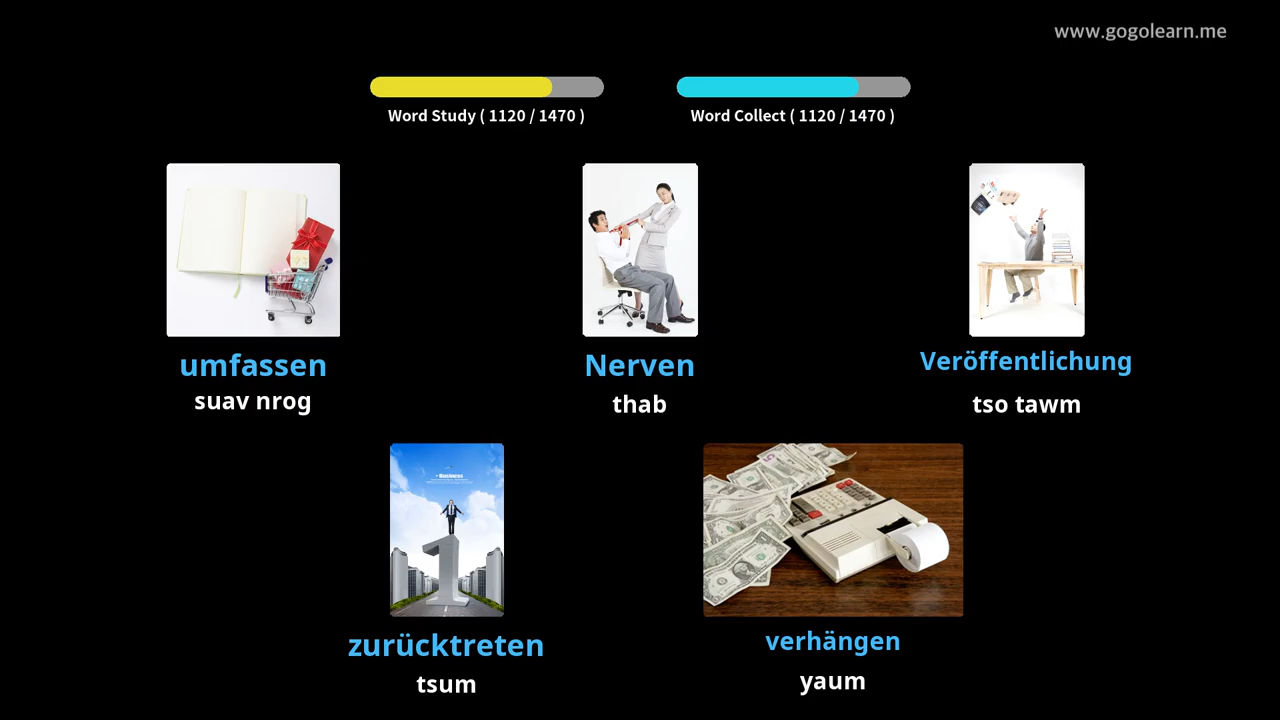 www.gogolearn.me
Word Study ( 1120 / 1470 )
Word Collect ( 1120 / 1470 )
umfassen
suav nrog
Nerven
thab
Veröffentlichung
tso tawm
zurücktreten
tsum
verhängen
yaum